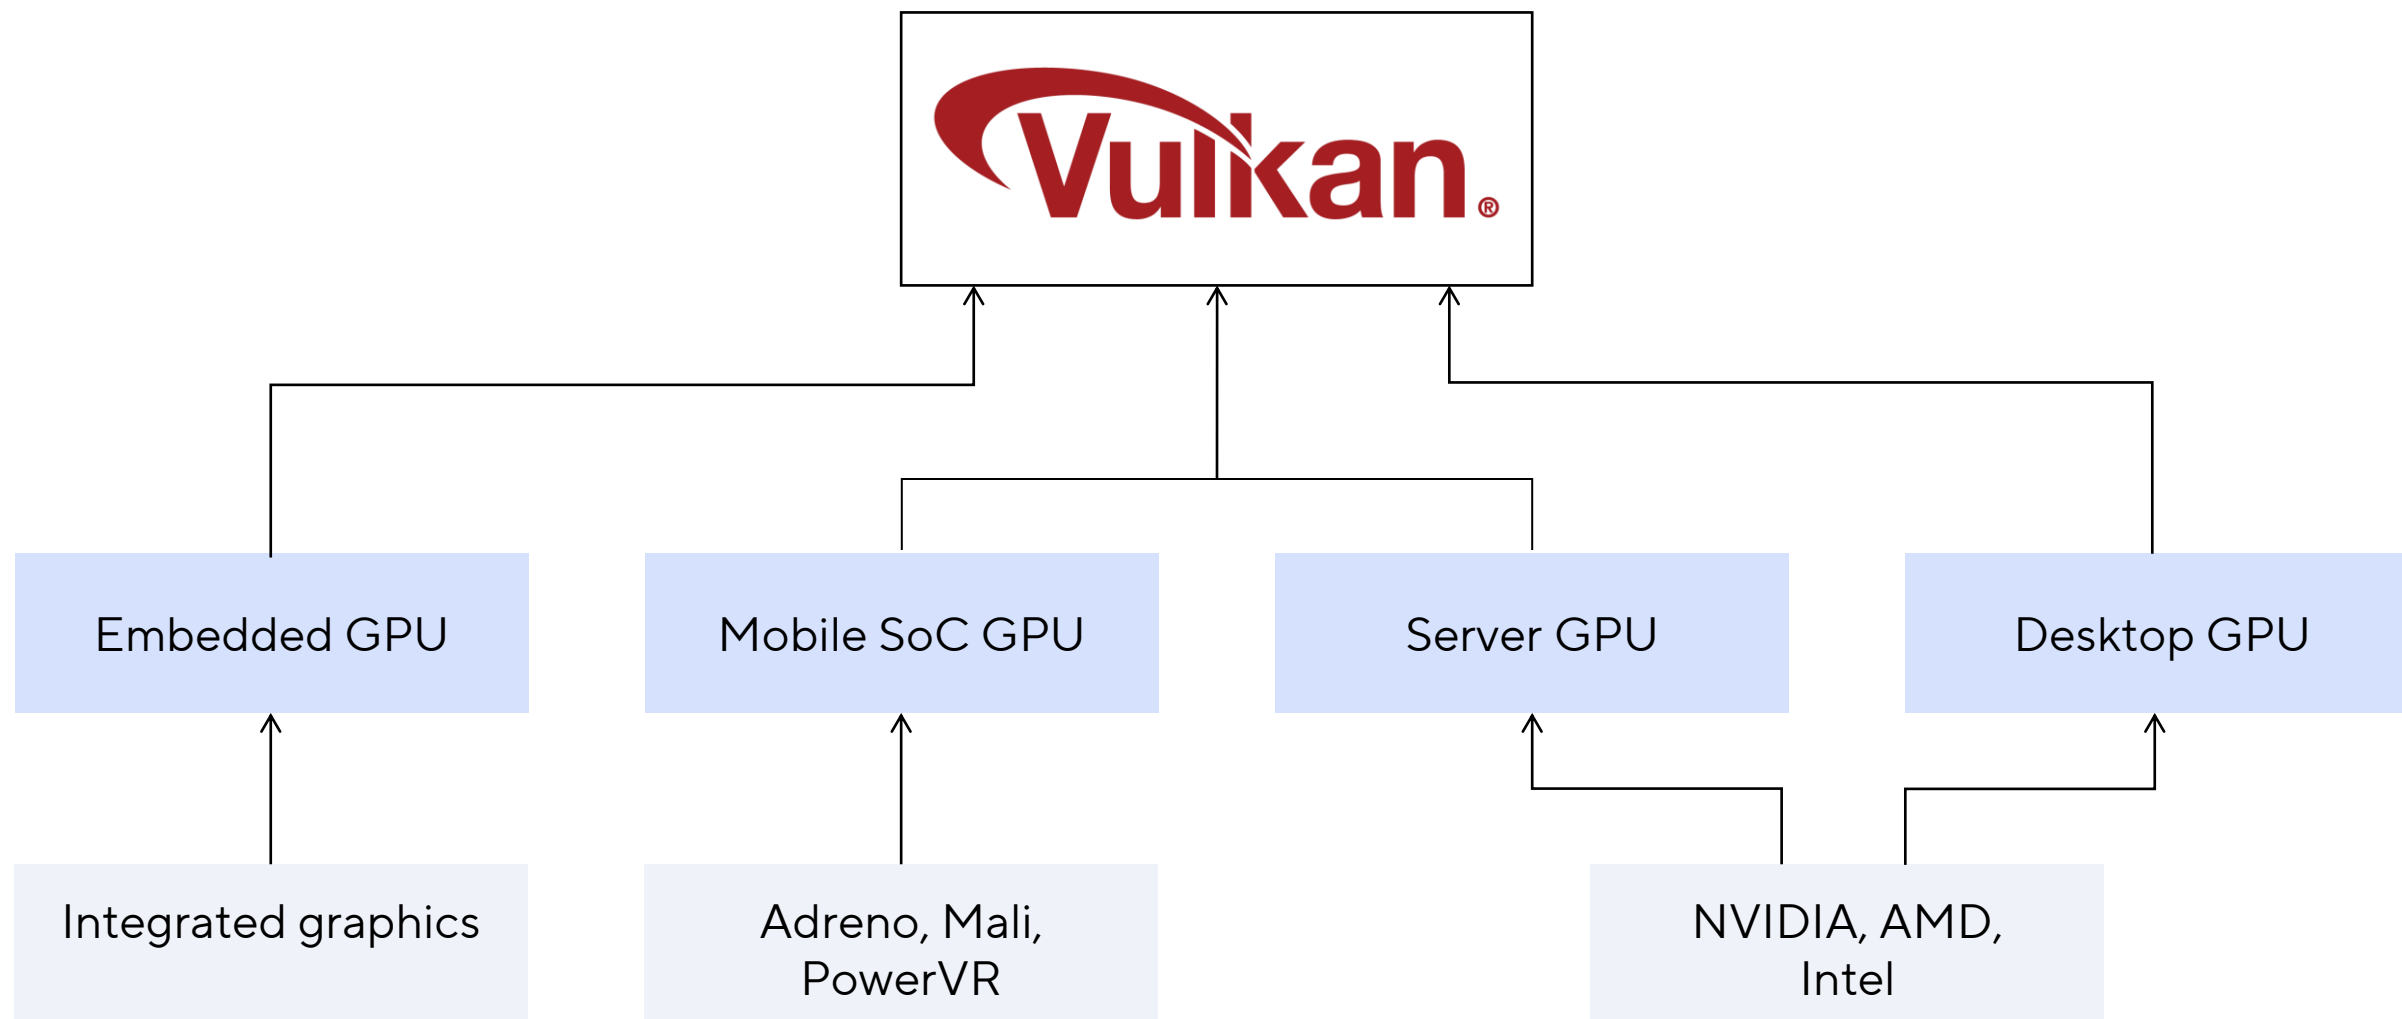 Vulkan®
Embedded GPU
Mobile SoC GPU
Server GPU
Desktop GPU
Integrated graphics
Adreno, Mali,
PowerVR
NVIDIA, AMD,
Intel